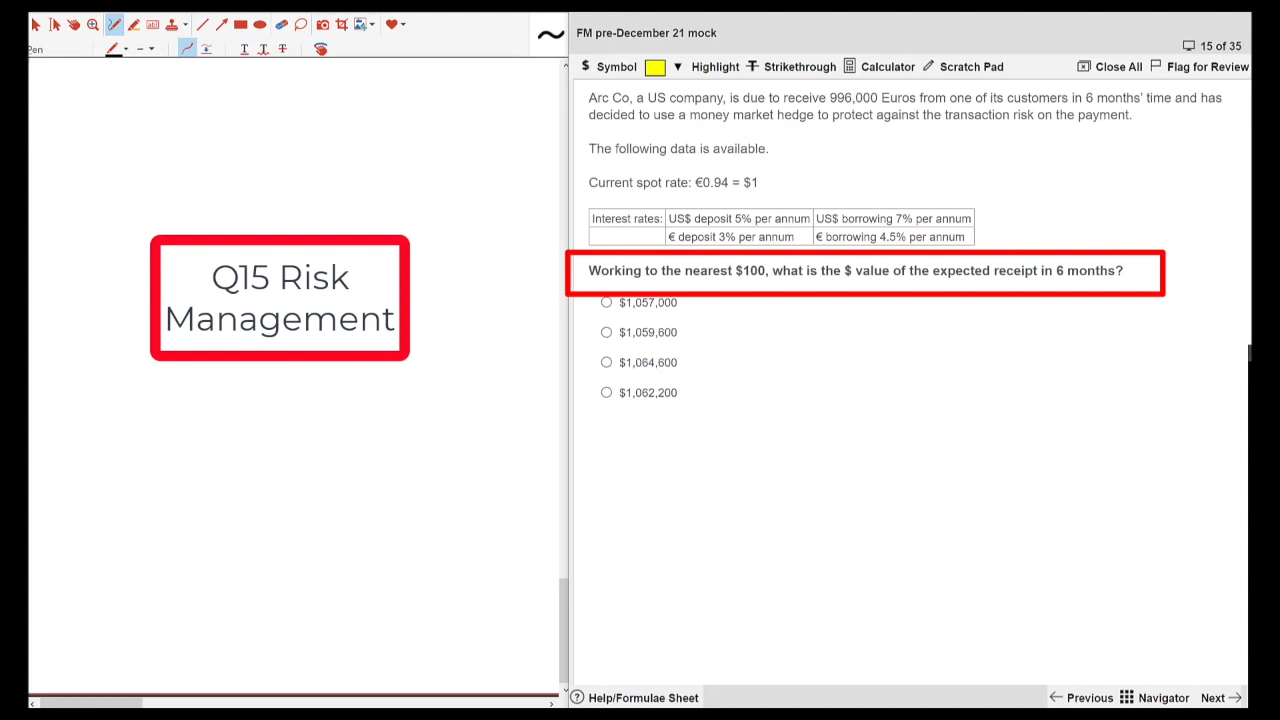 Pen
Q15 Risk
Management
FM pre-December 21 mock
15 of 35
$ Symbol Highlight Strikethrough Calculator Scratch Pad Close All Flag for Review
Arc Co, a US company, is due to receive 996,000 Euros from one of its customers in 6 months' time and has
decided to use a money market hedge to protect against the transaction risk on the payment.
The following data is available.
Current spot rate: €0.94 = $1
Interest rates: US$ deposit 5% per annum US$ borrowing 7% per annum
€ deposit 3% per annum € borrowing 4.5% per annum
Working to the nearest $100, what is the $ value of the expected receipt in 6 months?
$1,057,000
$1,059,600
$1,064,600
$1,062,200
? Help/Formulae Sheet Previous Navigator Next